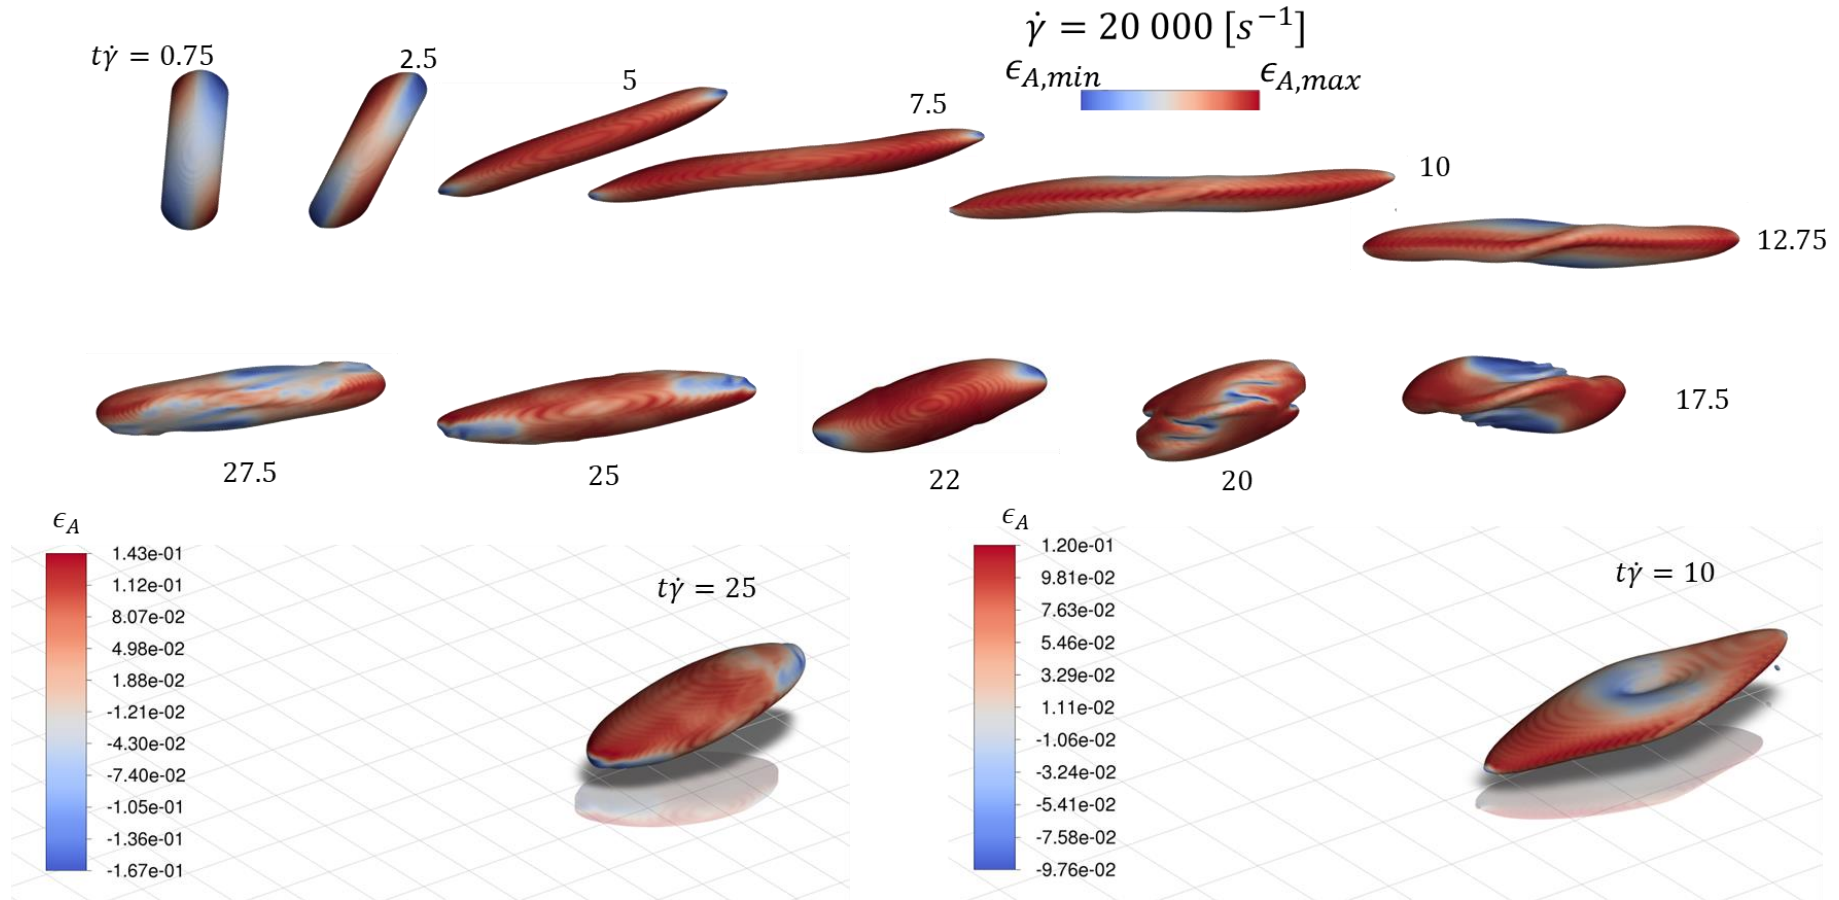 γ̇ = 20 000 [s⁻¹]
ϵ_A,min ϵ_A,max
tγ̇ = 0.75
2.5
5
7.5
10
12.75
17.5
20
22
25
27.5
ϵ_A
1.43e-01
1.12e-01
8.07e-02
4.98e-02
1.88e-02
-1.21e-02
-4.30e-02
-7.40e-02
-1.05e-01
-1.36e-01
-1.67e-01
tγ̇ = 25
ϵ_A
1.20e-01
9.81e-02
7.63e-02
5.46e-02
3.29e-02
1.11e-02
-1.06e-02
-3.24e-02
-5.41e-02
-7.58e-02
-9.76e-02
tγ̇ = 10